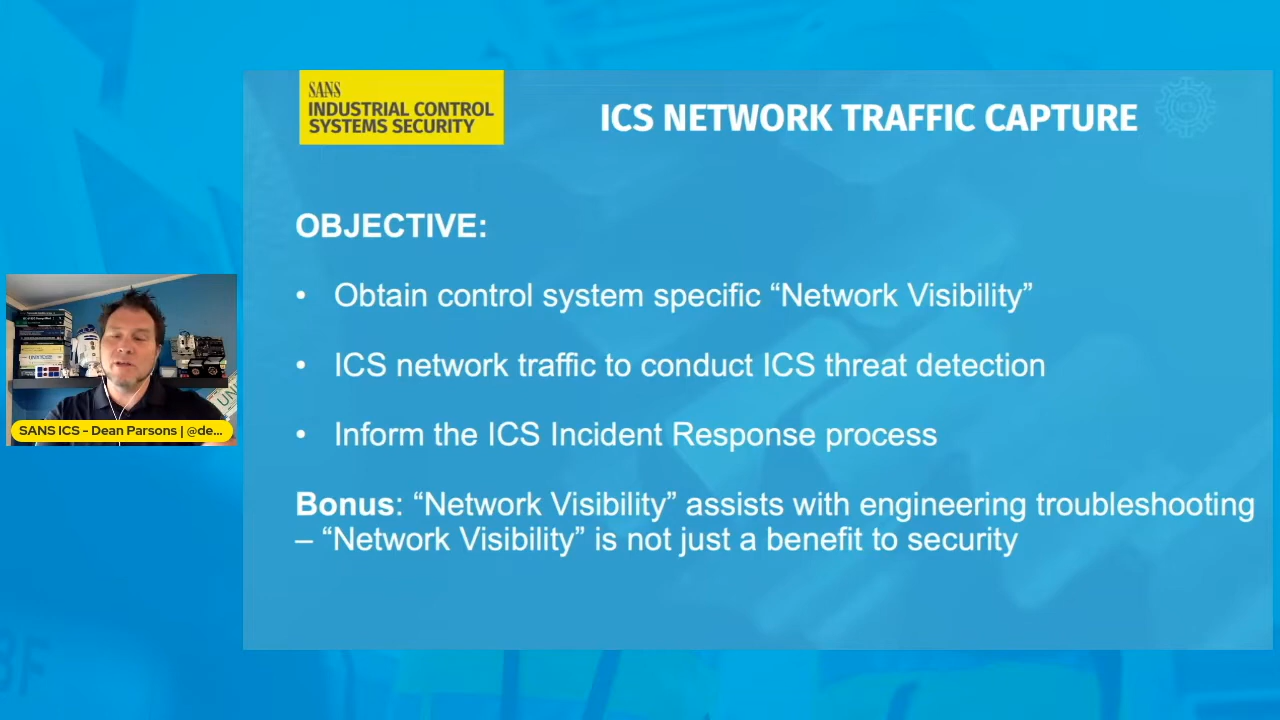 SANS
INDUSTRIAL CONTROL
SYSTEMS SECURITY
ICS NETWORK TRAFFIC CAPTURE
OBJECTIVE:
• Obtain control system specific “Network Visibility”
• ICS network traffic to conduct ICS threat detection
• Inform the ICS Incident Response process
Bonus: “Network Visibility” assists with engineering troubleshooting
– “Network Visibility” is not just a benefit to security
SANS ICS - Dean Parsons | @de...